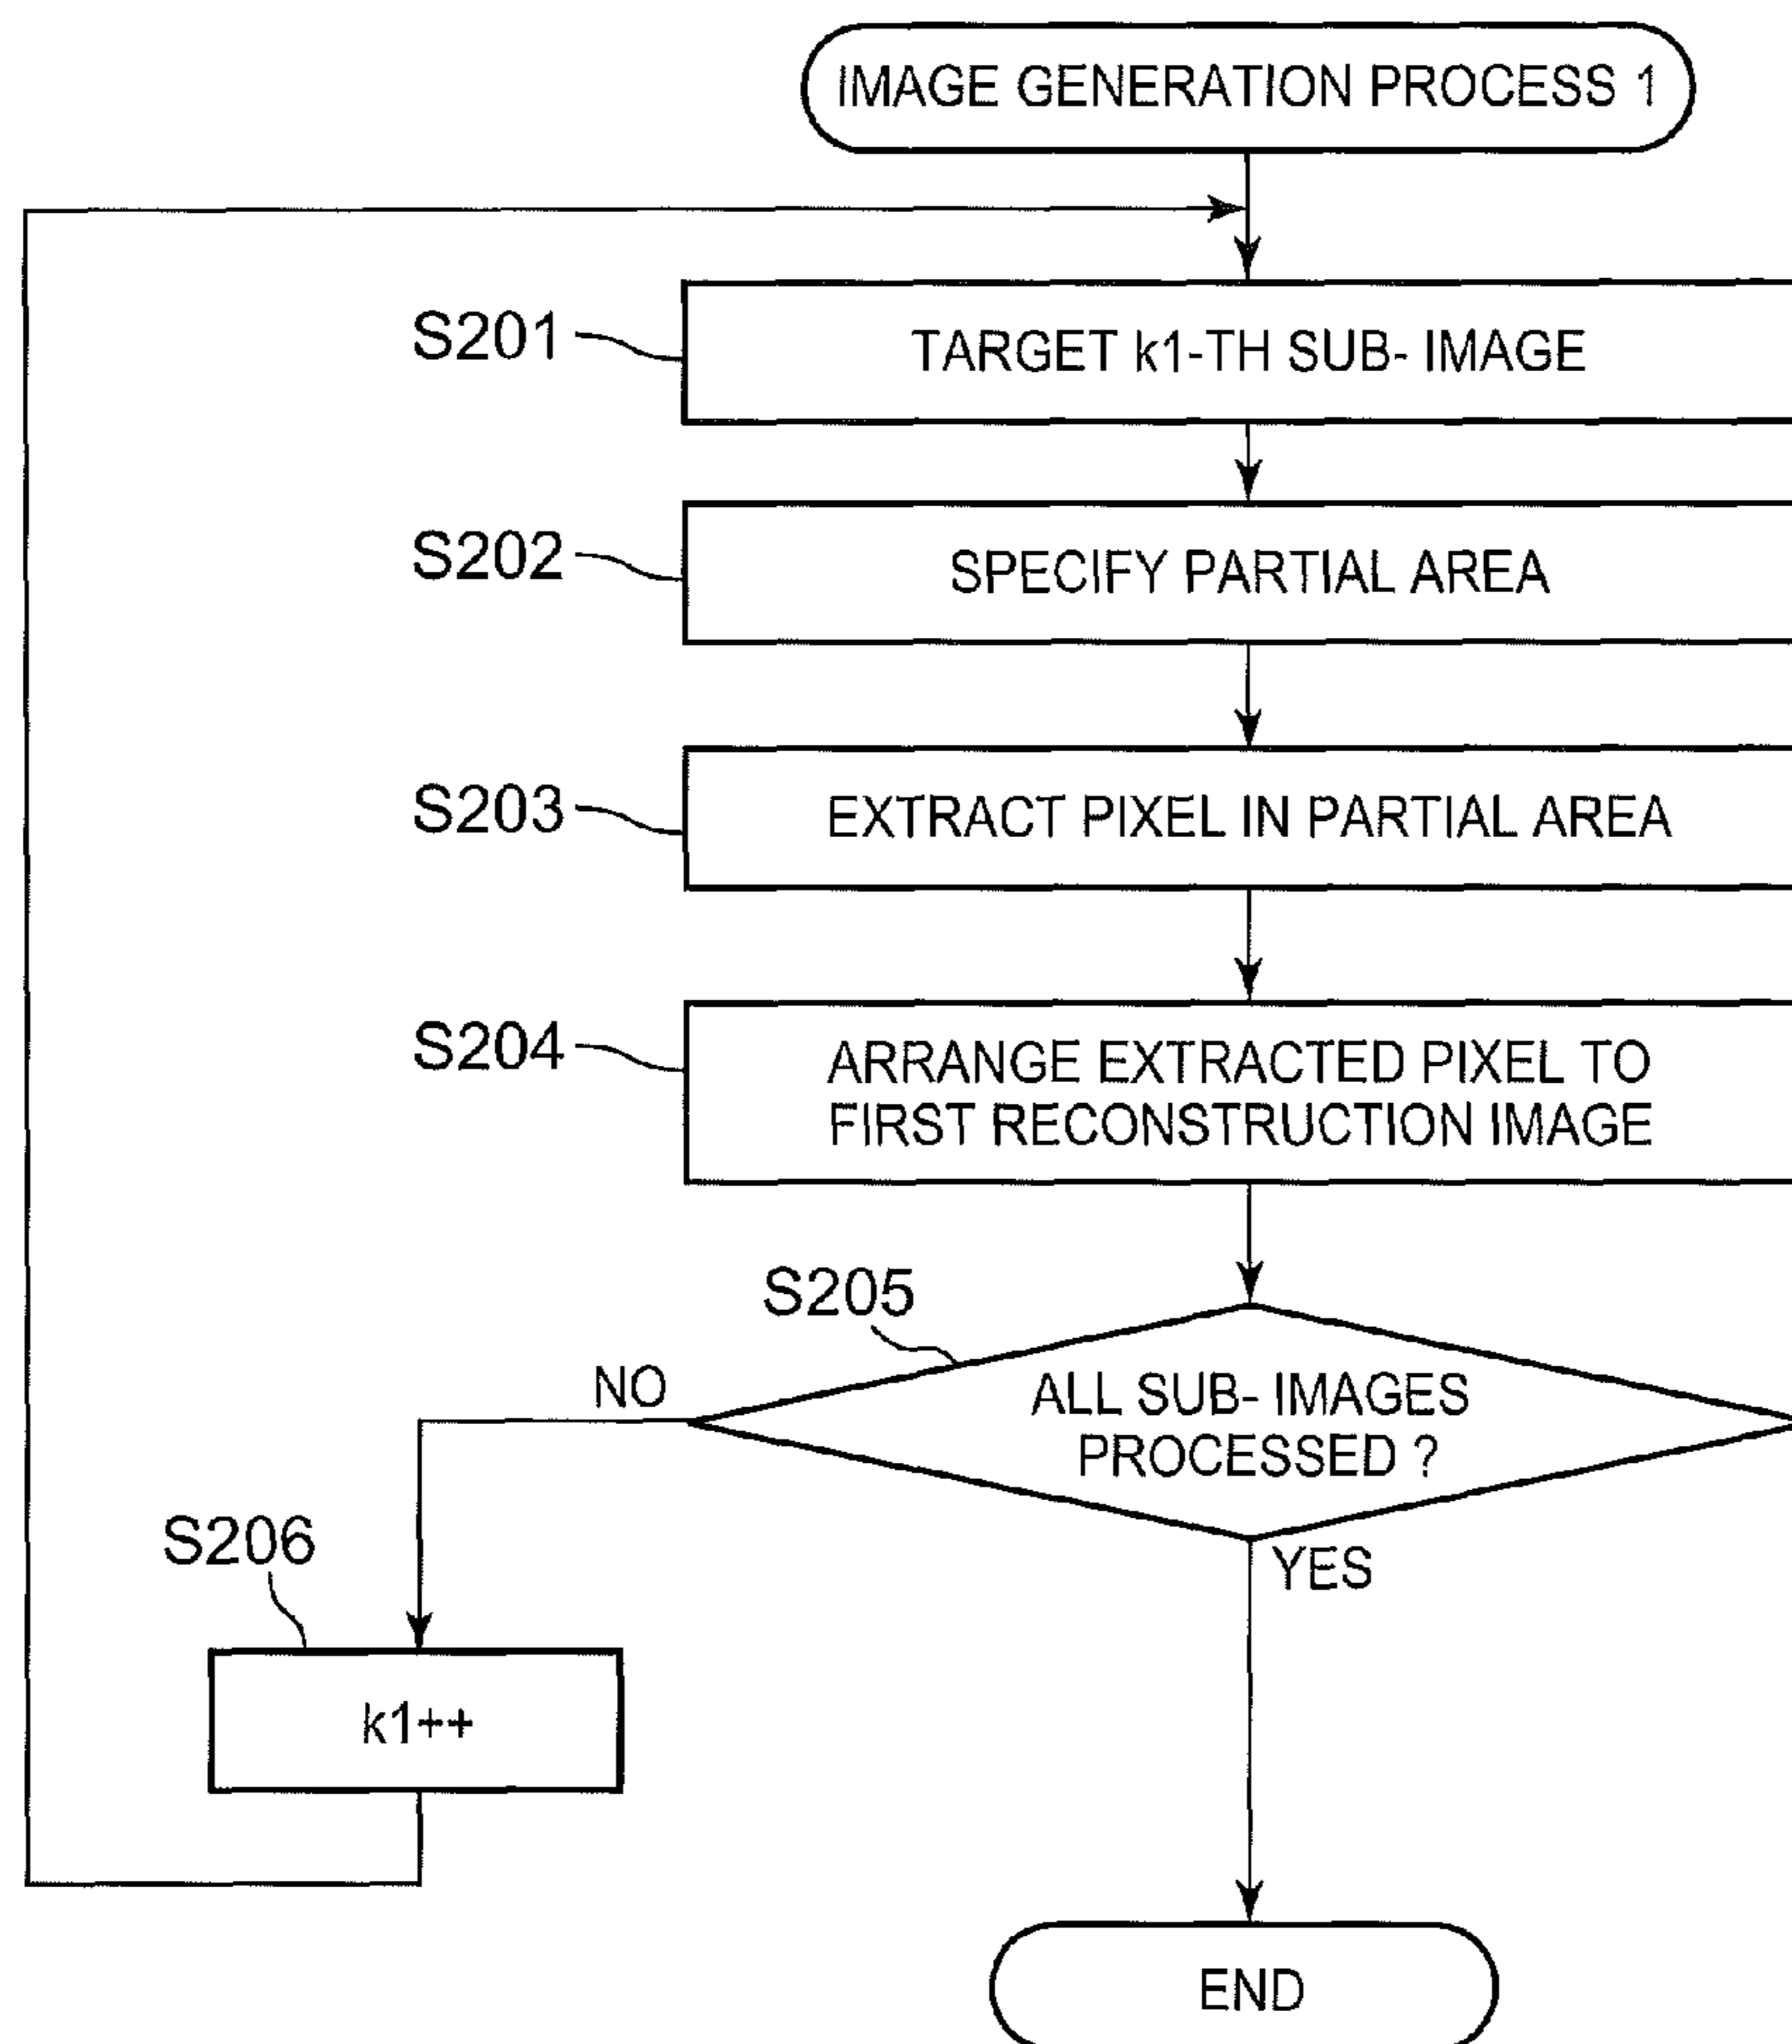 IMAGE GENERATION PROCESS 1
S201
TARGET k1-TH SUB- IMAGE
S202
SPECIFY PARTIAL AREA
S203
EXTRACT PIXEL IN PARTIAL AREA
S204
ARRANGE EXTRACTED PIXEL TO
FIRST RECONSTRUCTION IMAGE
S205
NO
ALL SUB- IMAGES
PROCESSED ?
YES
S206
k1++
END